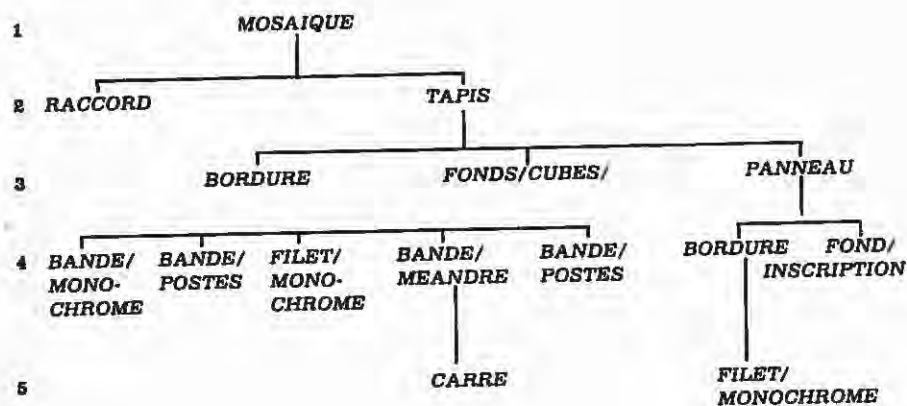 1 MOSAIQUE
2 RACCORD TAPIS
3 BORDURE FONDS/CUBES/ PANNEAU
4 BANDE/ BANDE/ FILET/ BANDE/ BANDE/ BORDURE FOND/
MONO- POSTES MONO- MEANDRE POSTES INSCRIPTION
CHROME CHROME
5 CARRE FILET/
MONOCHROME